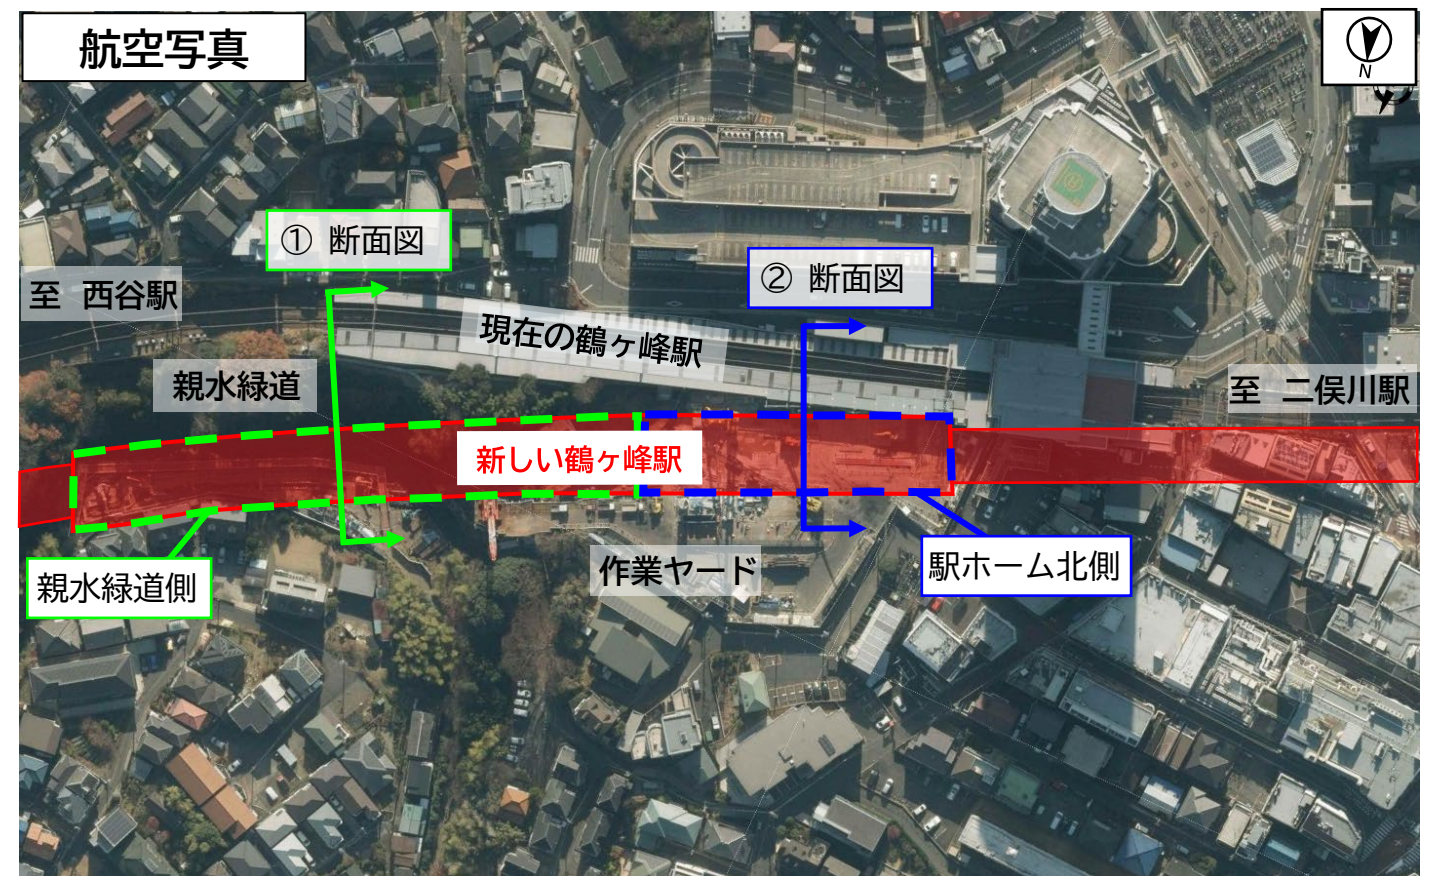 航空写真
N
① 断面図
② 断面図
至 西谷駅
現在の鶴ヶ峰駅
親水緑道
至 二俣川駅
新しい鶴ヶ峰駅
作業ヤード
駅ホーム北側
親水緑道側